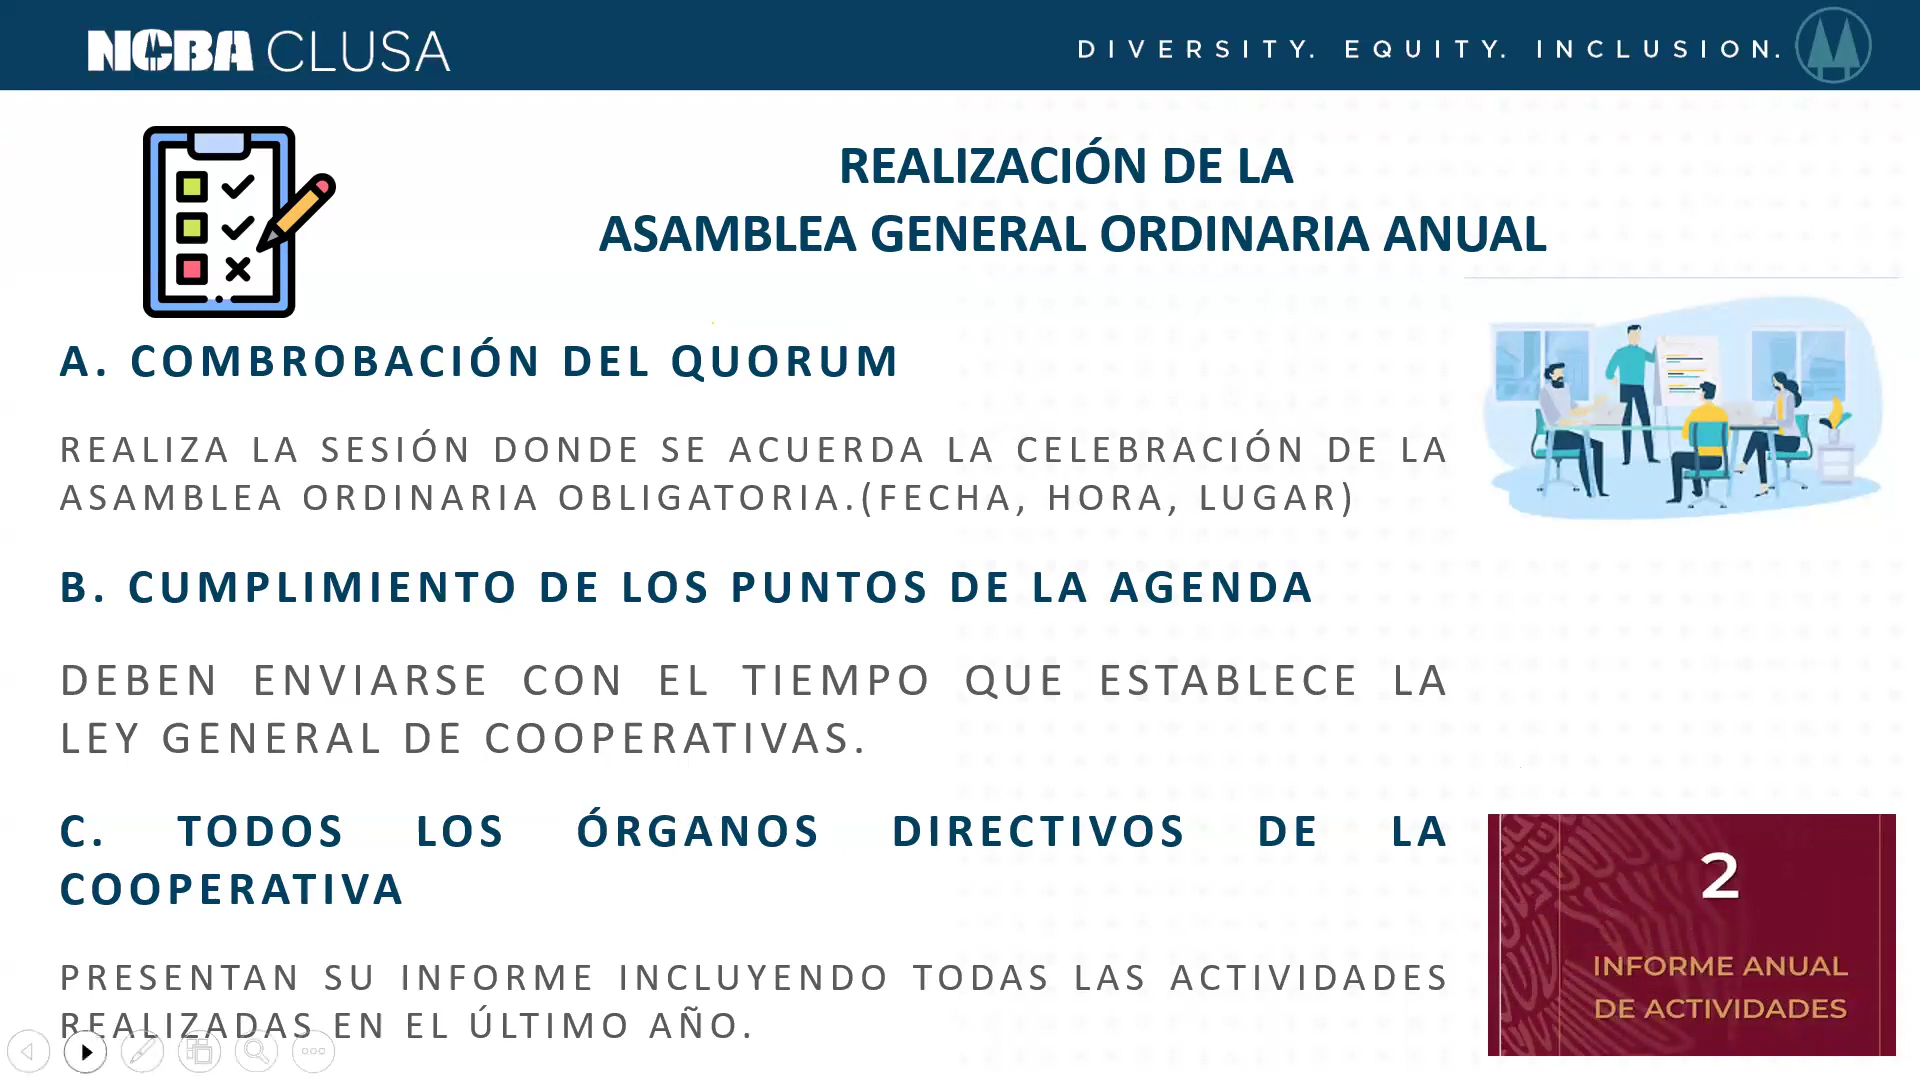 NCBA CLUSA
DIVERSITY. EQUITY. INCLUSION.
REALIZACIÓN DE LA
ASAMBLEA GENERAL ORDINARIA ANUAL
A. COMBROBACIÓN DEL QUORUM
REALIZA LA SESIÓN DONDE SE ACUERDA LA CELEBRACIÓN DE LA
ASAMBLEA ORDINARIA OBLIGATORIA.(FECHA, HORA, LUGAR)
B. CUMPLIMIENTO DE LOS PUNTOS DE LA AGENDA
DEBEN ENVIARSE CON EL TIEMPO QUE ESTABLECE LA
LEY GENERAL DE COOPERATIVAS.
C. TODOS LOS ÓRGANOS DIRECTIVOS DE LA
COOPERATIVA
PRESENTAN SU INFORME INCLUYENDO TODAS LAS ACTIVIDADES
REALIZADAS EN EL ÚLTIMO AÑO.
2
INFORME ANUAL
DE ACTIVIDADES